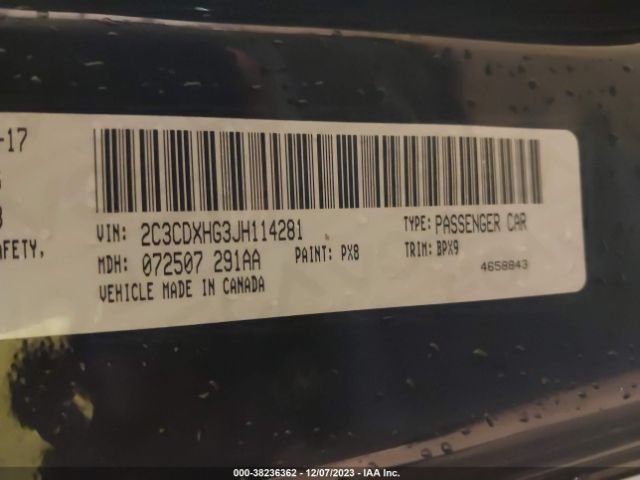 -17
VIN: 2C3CDXHG3JH114281
TYPE: PASSENGER CAR
AFETY,
MDH: 072507 291AA
PAINT: PX8
TRIM: BPX9
VEHICLE MADE IN CANADA
4658843
000-38236362 - 12/07/2023 - IAA Inc.